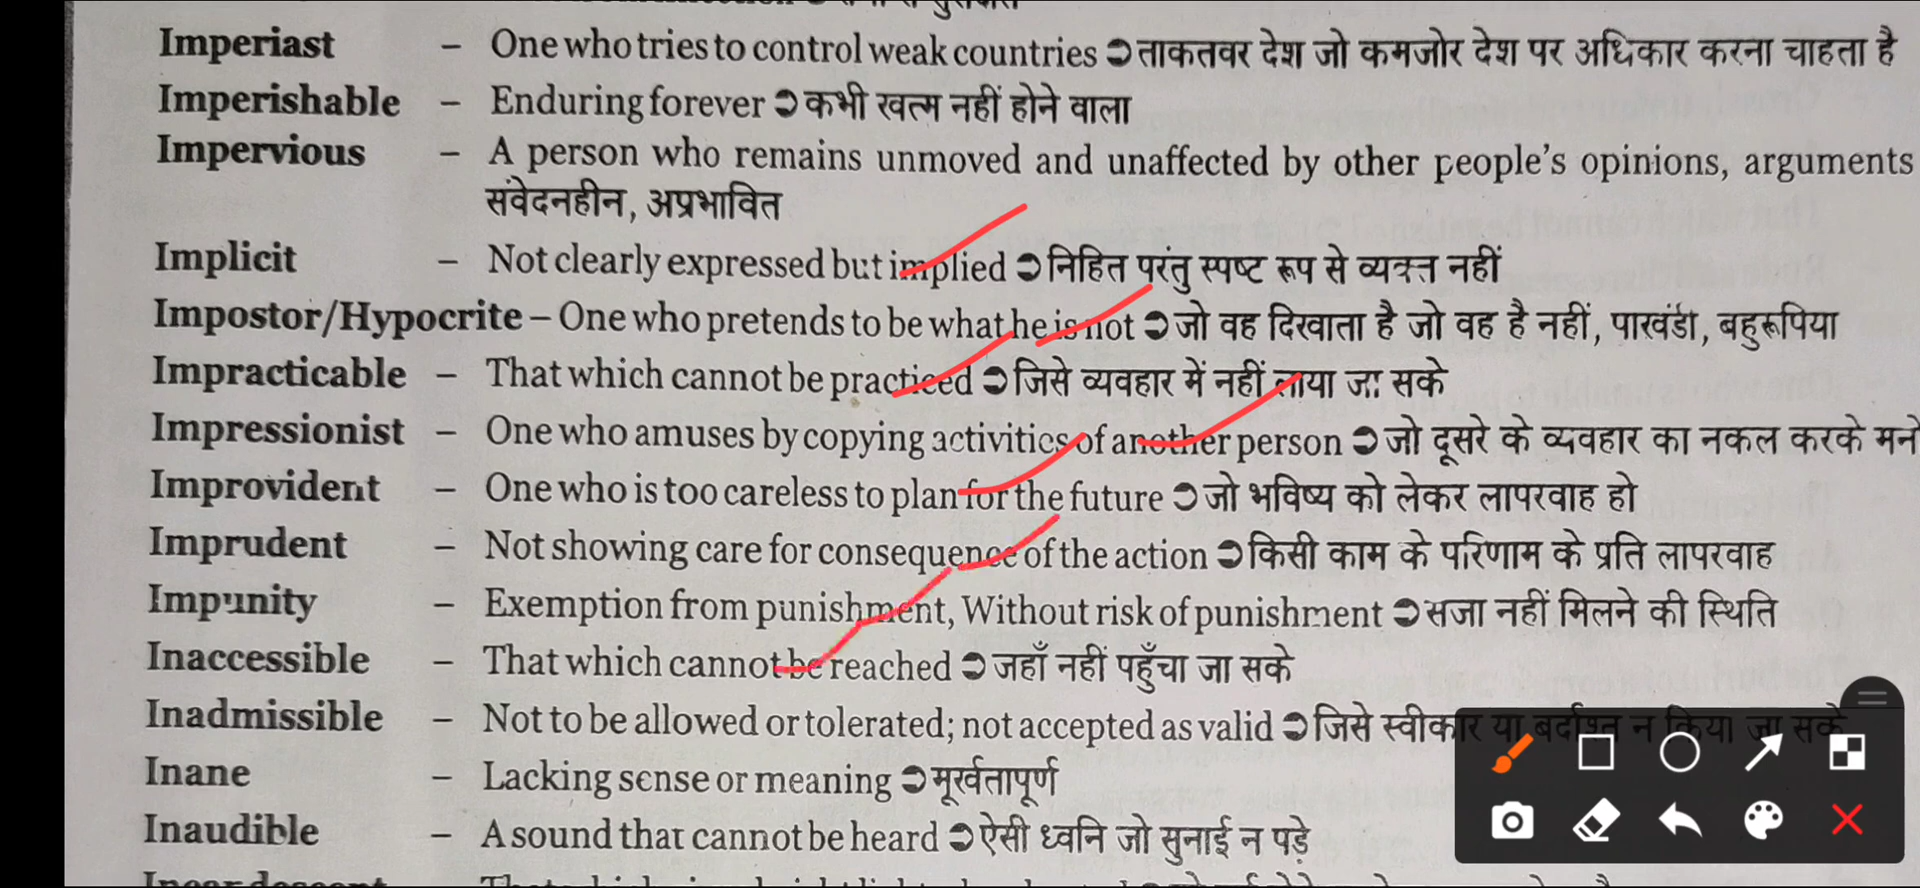 Imperiast – One who tries to control weak countries ➲ ताकतवर देश जो कमजोर देश पर अधिकार करना चाहता है
Imperishable – Enduring forever ➲ कभी खत्म नहीं होने वाला
Impervious – A person who remains unmoved and unaffected by other people’s opinions, arguments
संवेदनहीन, अप्रभावित
Implicit – Not clearly expressed but implied ➲ निहित परंतु स्पष्ट रूप से व्यक्त नहीं
Impostor/Hypocrite – One who pretends to be what he is not ➲ जो वह दिखाता है जो वह है नहीं, पाखंडी, बहुरूपिया
Impracticable – That which cannot be practiced ➲ जिसे व्यवहार में नहीं लाया जा सके
Impressionist – One who amuses by copying activities of another person ➲ जो दूसरे के व्यवहार का नकल करके
Improvident – One who is too careless to plan for the future ➲ जो भविष्य को लेकर लापरवाह हो
Imprudent – Not showing care for consequence of the action ➲ किसी काम के परिणाम के प्रति लापरवाह
Impunity – Exemption from punishment, Without risk of punishment ➲ सजा नहीं मिलने की स्थिति
Inaccessible – That which cannot be reached ➲ जहाँ नहीं पहुँचा जा सके
Inadmissible – Not to be allowed or tolerated; not accepted as valid ➲ जिसे स्वीकार या बर्दाश्त न किया जा सके
Inane – Lacking sense or meaning ➲ मूर्खतापूर्ण
Inaudible – A sound that cannot be heard ➲ ऐसी ध्वनि जो सुनाई न पड़े